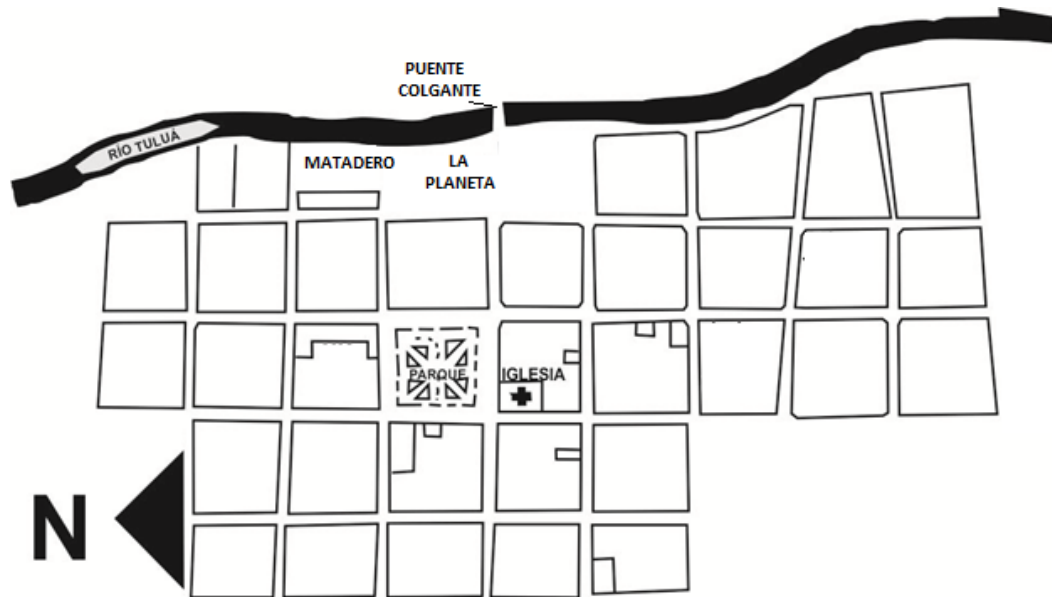 PUENTE
COLGANTE
RÍO TULUÁ
MATADERO
LA
PLANETA
PARQUE
IGLESIA
N